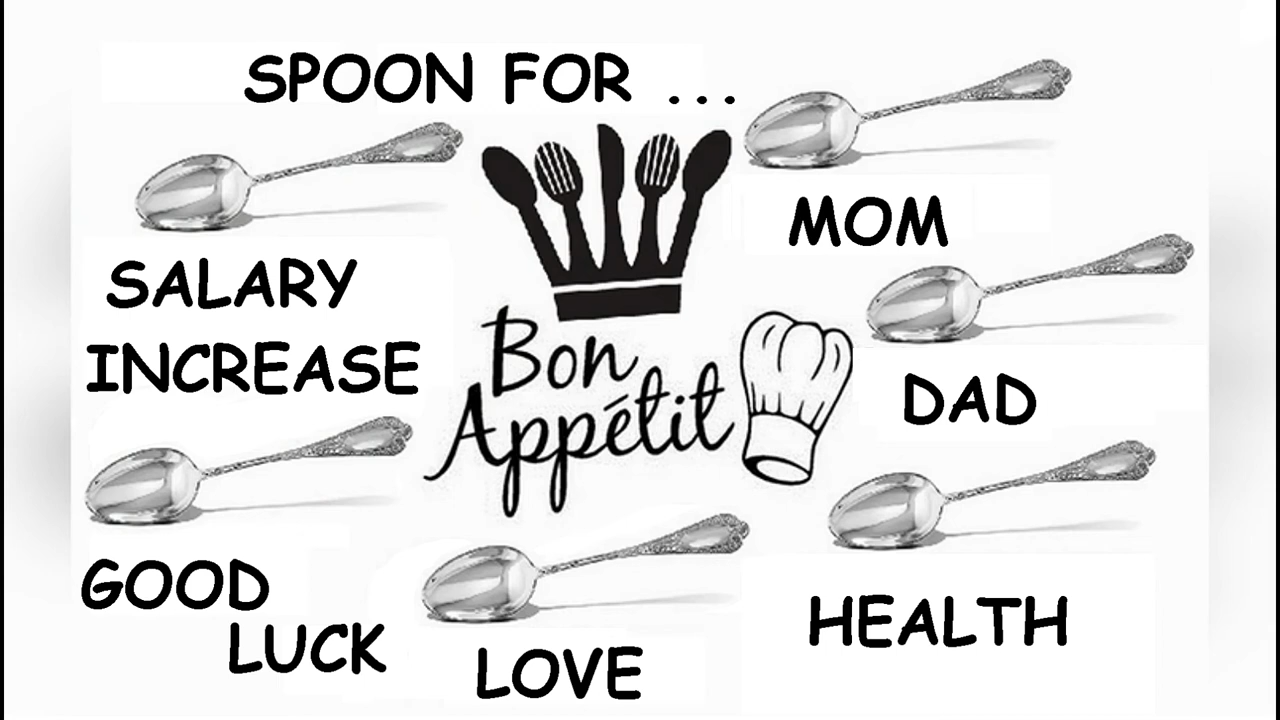 SPOON FOR ...
MOM
SALARY
INCREASE
Bon
Appétit
DAD
GOOD
LUCK
LOVE
HEALTH